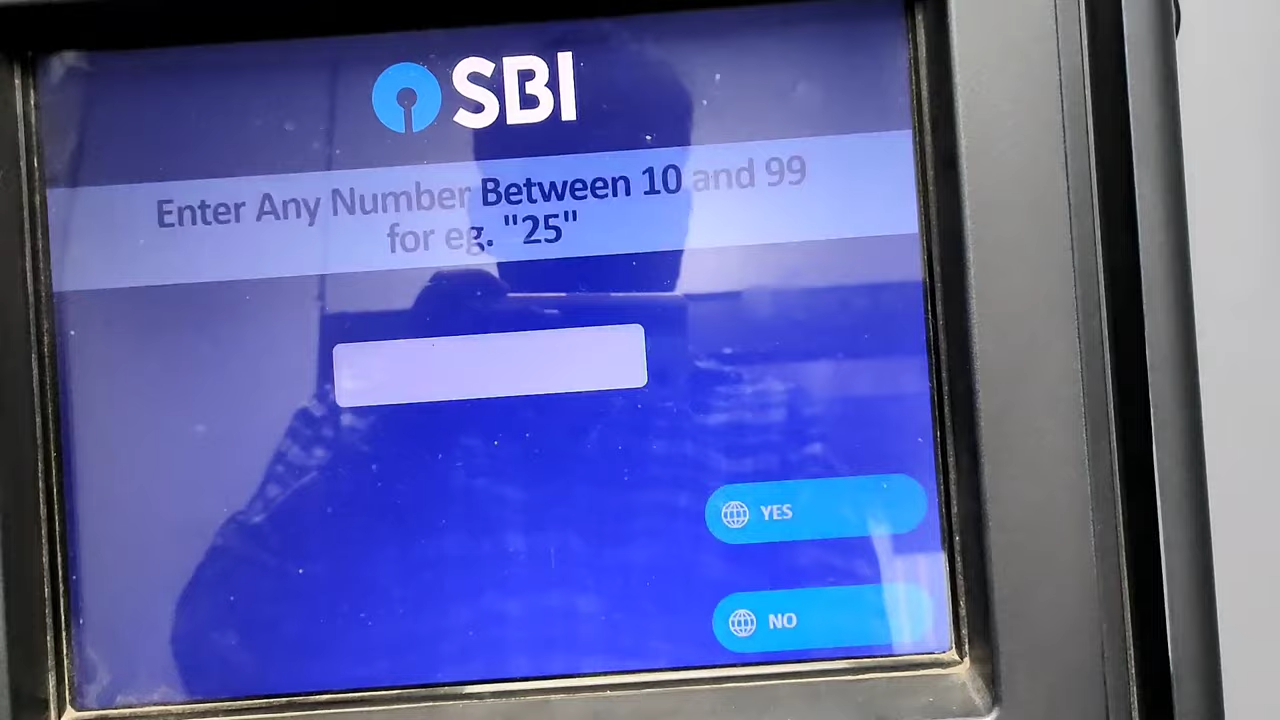 SBI
Enter Any Number Between 10 and 99
for eg. "25"
YES
NO